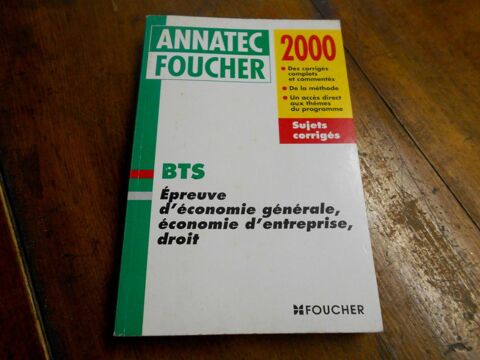 ANNATEC
FOUCHER
2000
• Des corrigés
complets
et commentés
• De la méthode
• Un accès direct
aux thèmes
du programme
Sujets
corrigés
BTS
Épreuve
d'économie générale,
économie d'entreprise,
droit
FOUCHER